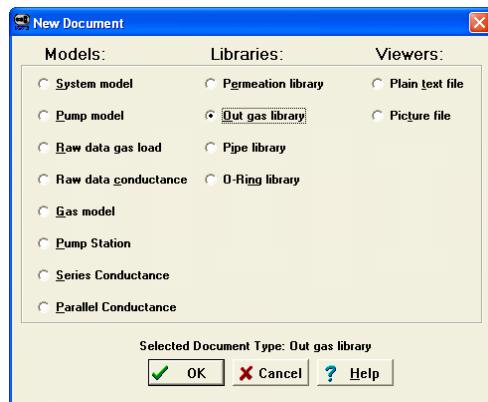 New Document
Models: Libraries: Viewers:
System model Permeation library Plain text file
Pump model Out gas library Picture file
Raw data gas load Pipe library
Raw data conductance O-Ring library
Gas model
Pump Station
Series Conductance
Parallel Conductance
Selected Document Type: Out gas library
OK Cancel ? Help